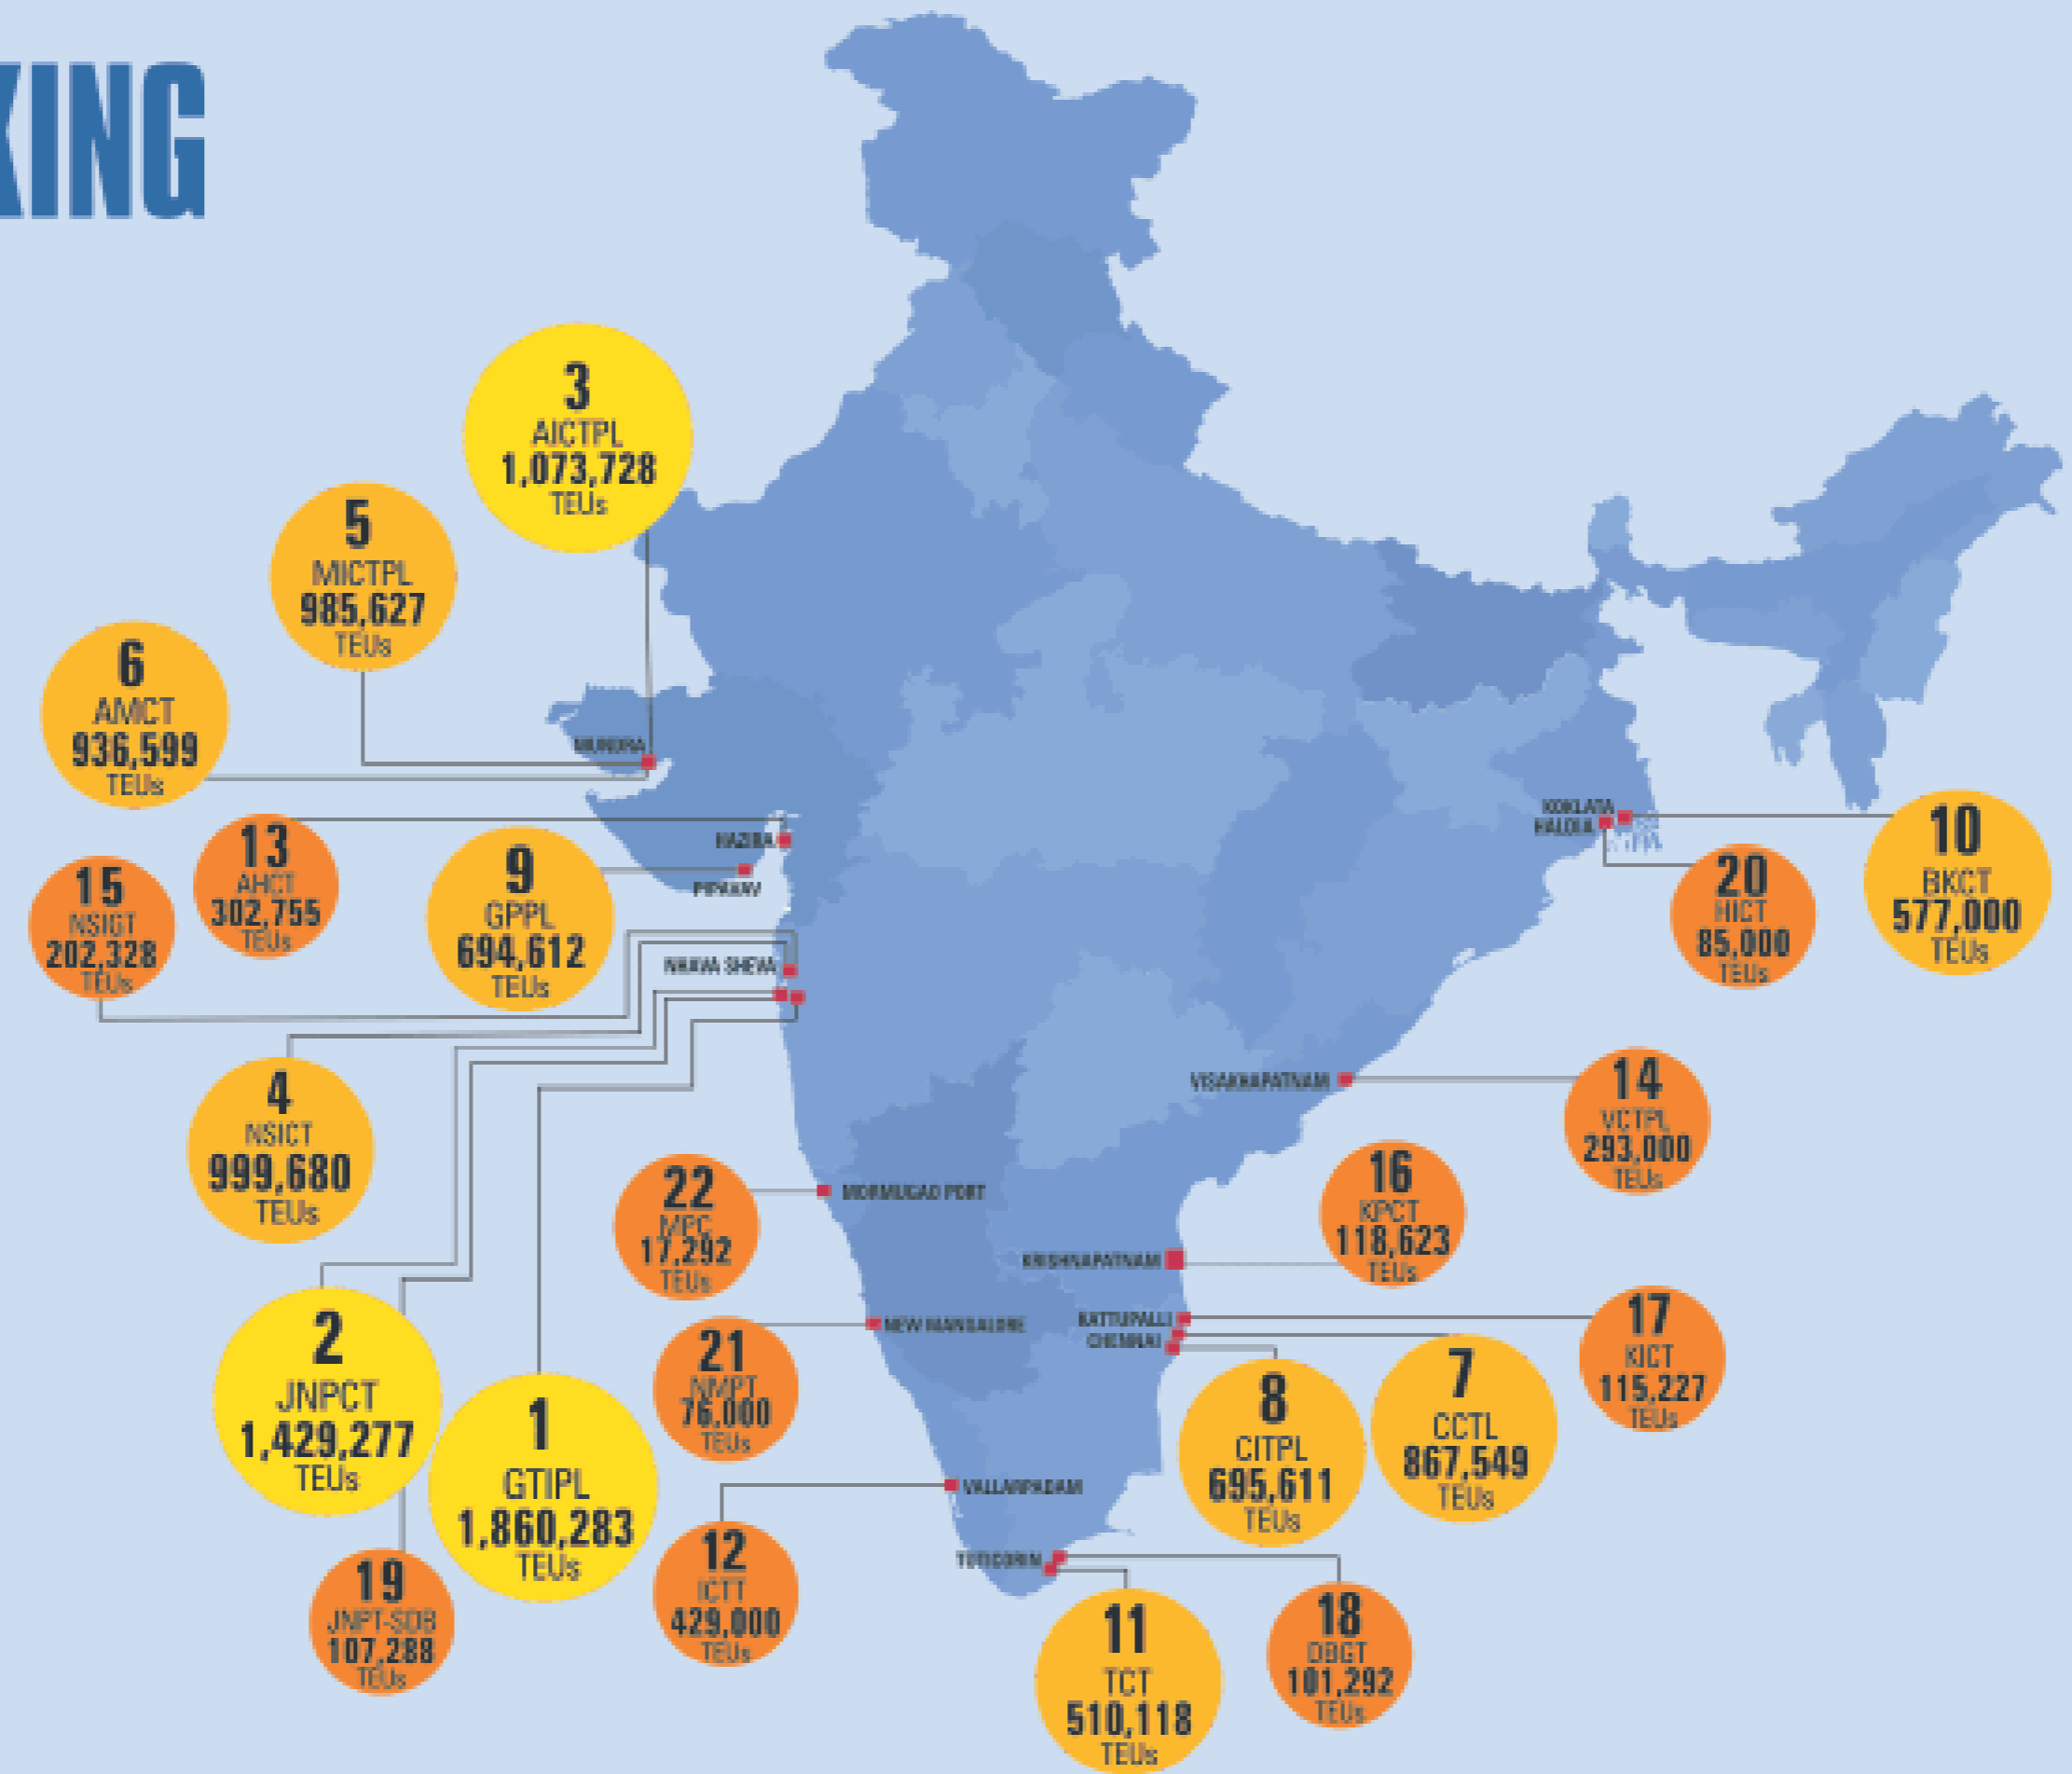 KING
3
AICTPL
1,073,728
TEUs
5
MICTPL
985,627
TEUs
6
AMCT
936,599
TEUs
MUNDRA
13
AHCT
302,755
TEUs
HAZIRA
9
GPPL
694,612
TEUs
PIPAVAV
15
NSIGT
202,328
TEUs
NHAVA SHEVA
KOKLATA
HALDIA
10
BKCT
577,000
TEUs
20
HICT
85,000
TEUs
4
NSICT
999,680
TEUs
VISAKHAPATNAM
14
VCTPL
293,000
TEUs
22
MPC
17,292
TEUs
MORMUGAO PORT
16
KPCT
118,623
TEUs
KRISHNAPATNAM
2
JNPCT
1,429,277
TEUs
1
GTIPL
1,860,283
TEUs
21
NMPT
76,000
TEUs
NEW MANGALORE
KATTUPALLI
CHENNAI
17
KICT
115,227
TEUs
8
CITPL
695,611
TEUs
7
CCTL
867,549
TEUs
19
JNPT-SDB
107,288
TEUs
12
ICTT
429,000
TEUs
VALLARPADAM
TUTICORIN
11
TCT
510,118
TEUs
18
DBGT
101,292
TEUs